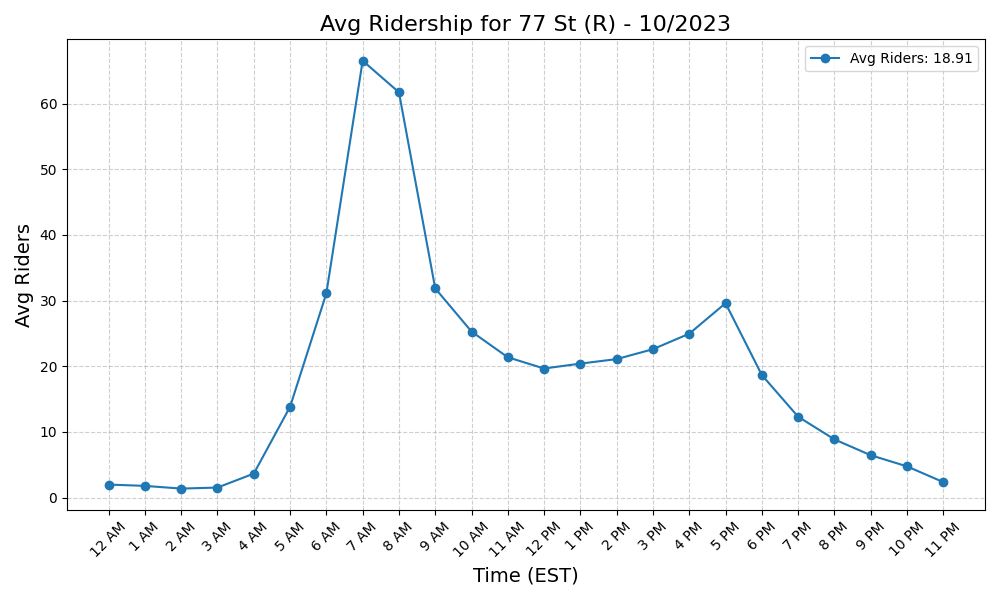 Avg Ridership for 77 St (R) - 10/2023
Avg Riders: 18.91
Avg Riders
60
50
40
30
20
10
0
12 AM
1 AM
2 AM
3 AM
4 AM
5 AM
6 AM
7 AM
8 AM
9 AM
10 AM
11 AM
12 PM
1 PM
2 PM
3 PM
4 PM
5 PM
6 PM
7 PM
8 PM
9 PM
10 PM
11 PM
Time (EST)